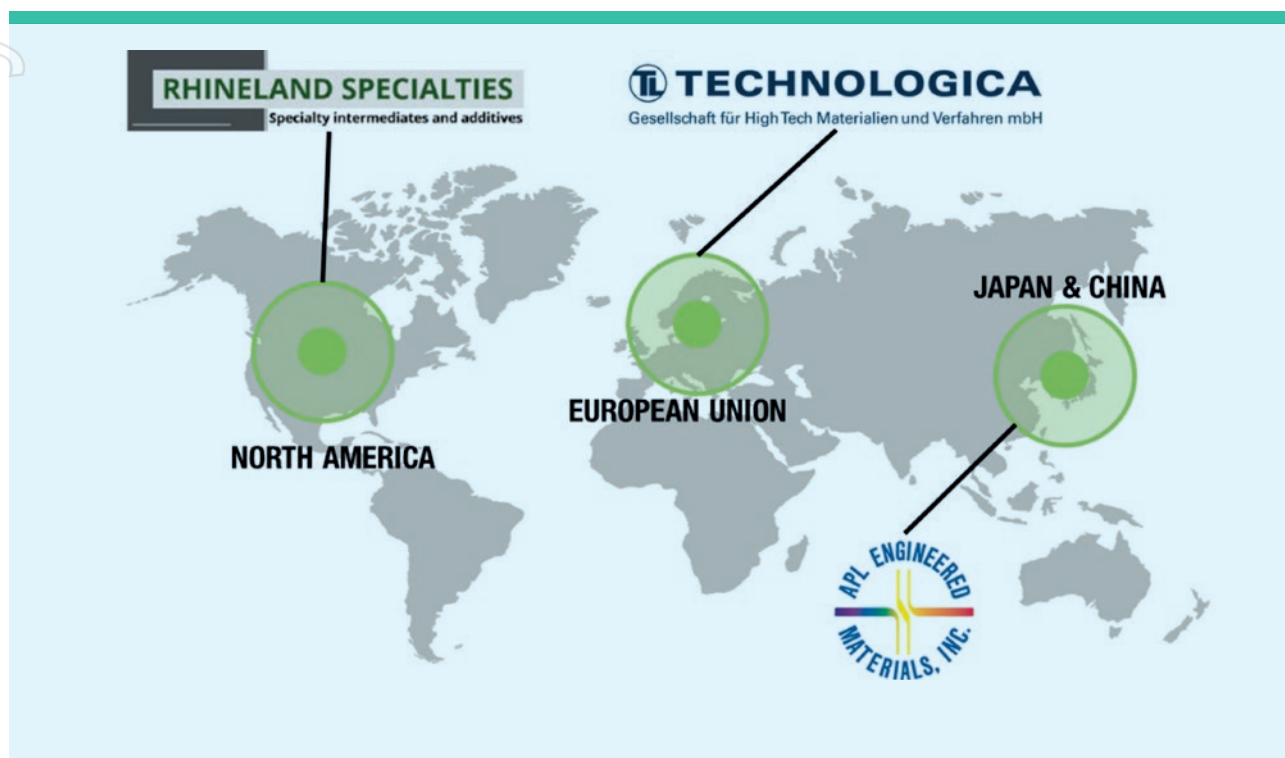 RHINELAND SPECIALTIES
Specialty intermediates and additives
TL TECHNOLOGICA
Gesellschaft für High Tech Materialien und Verfahren mbH
JAPAN & CHINA
EUROPEAN UNION
NORTH AMERICA
APL ENGINEERED
MATERIALS, INC.